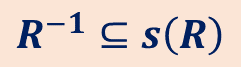 R⁻¹ ⊆ s(R)